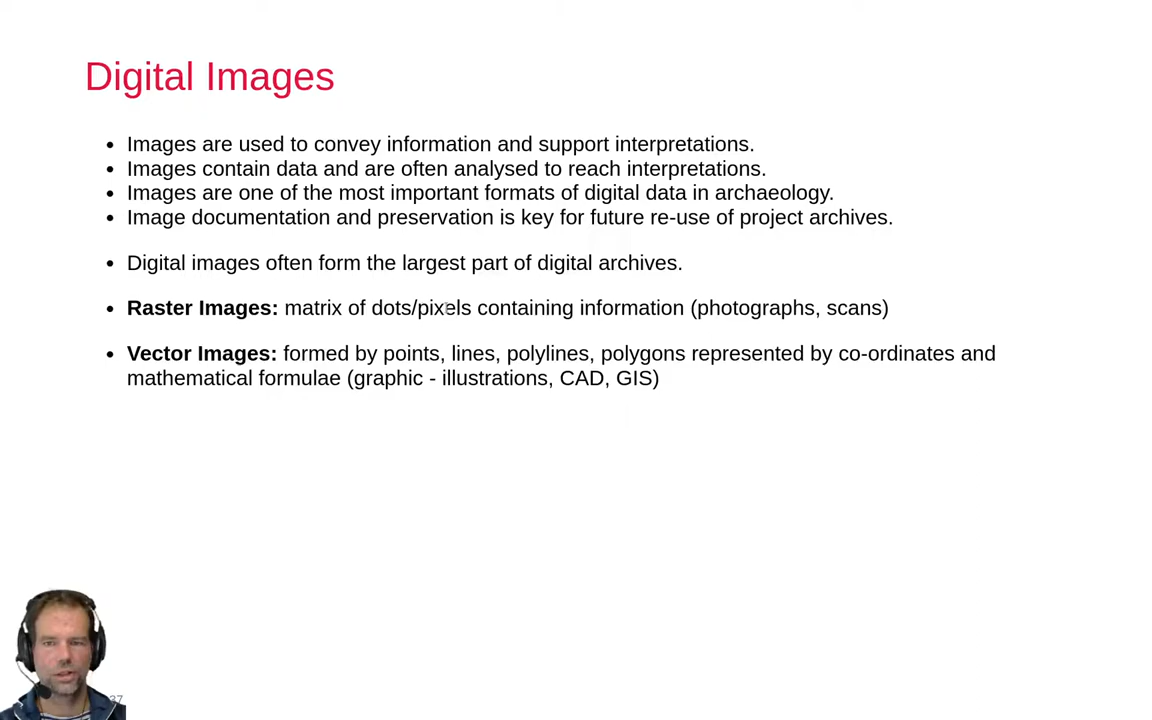 Digital Images
• Images are used to convey information and support interpretations.
• Images contain data and are often analysed to reach interpretations.
• Images are one of the most important formats of digital data in archaeology.
• Image documentation and preservation is key for future re-use of project archives.
• Digital images often form the largest part of digital archives.
• Raster Images: matrix of dots/pixels containing information (photographs, scans)
• Vector Images: formed by points, lines, polylines, polygons represented by co-ordinates and
mathematical formulae (graphic - illustrations, CAD, GIS)
37